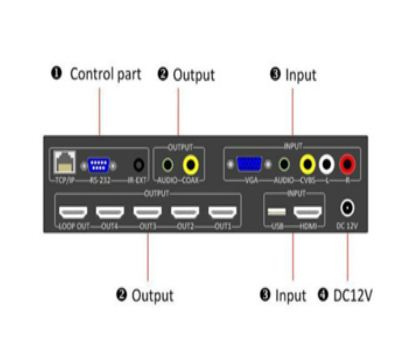 ❶ Control part
❷ Output
❸ Input
OUTPUT
INPUT
TCP/IP RS 232 IR EXT
AUDIO COAX
VGA AUDIO CVBS L R
OUTPUT
INPUT
LOOP OUT OUT4 OUT3 OUT2 OUT1
USB HDMI
DC 12V
❷ Output
❸ Input
❹ DC12V